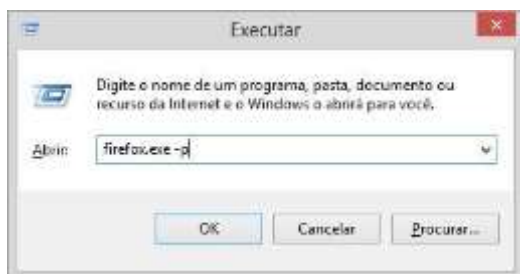 Executar
Digite o nome de um programa, pasta, documento ou
recurso da Internet e o Windows o abrirá para você.
Abrir:
firefox.exe -p
OK
Cancelar
Procurar...